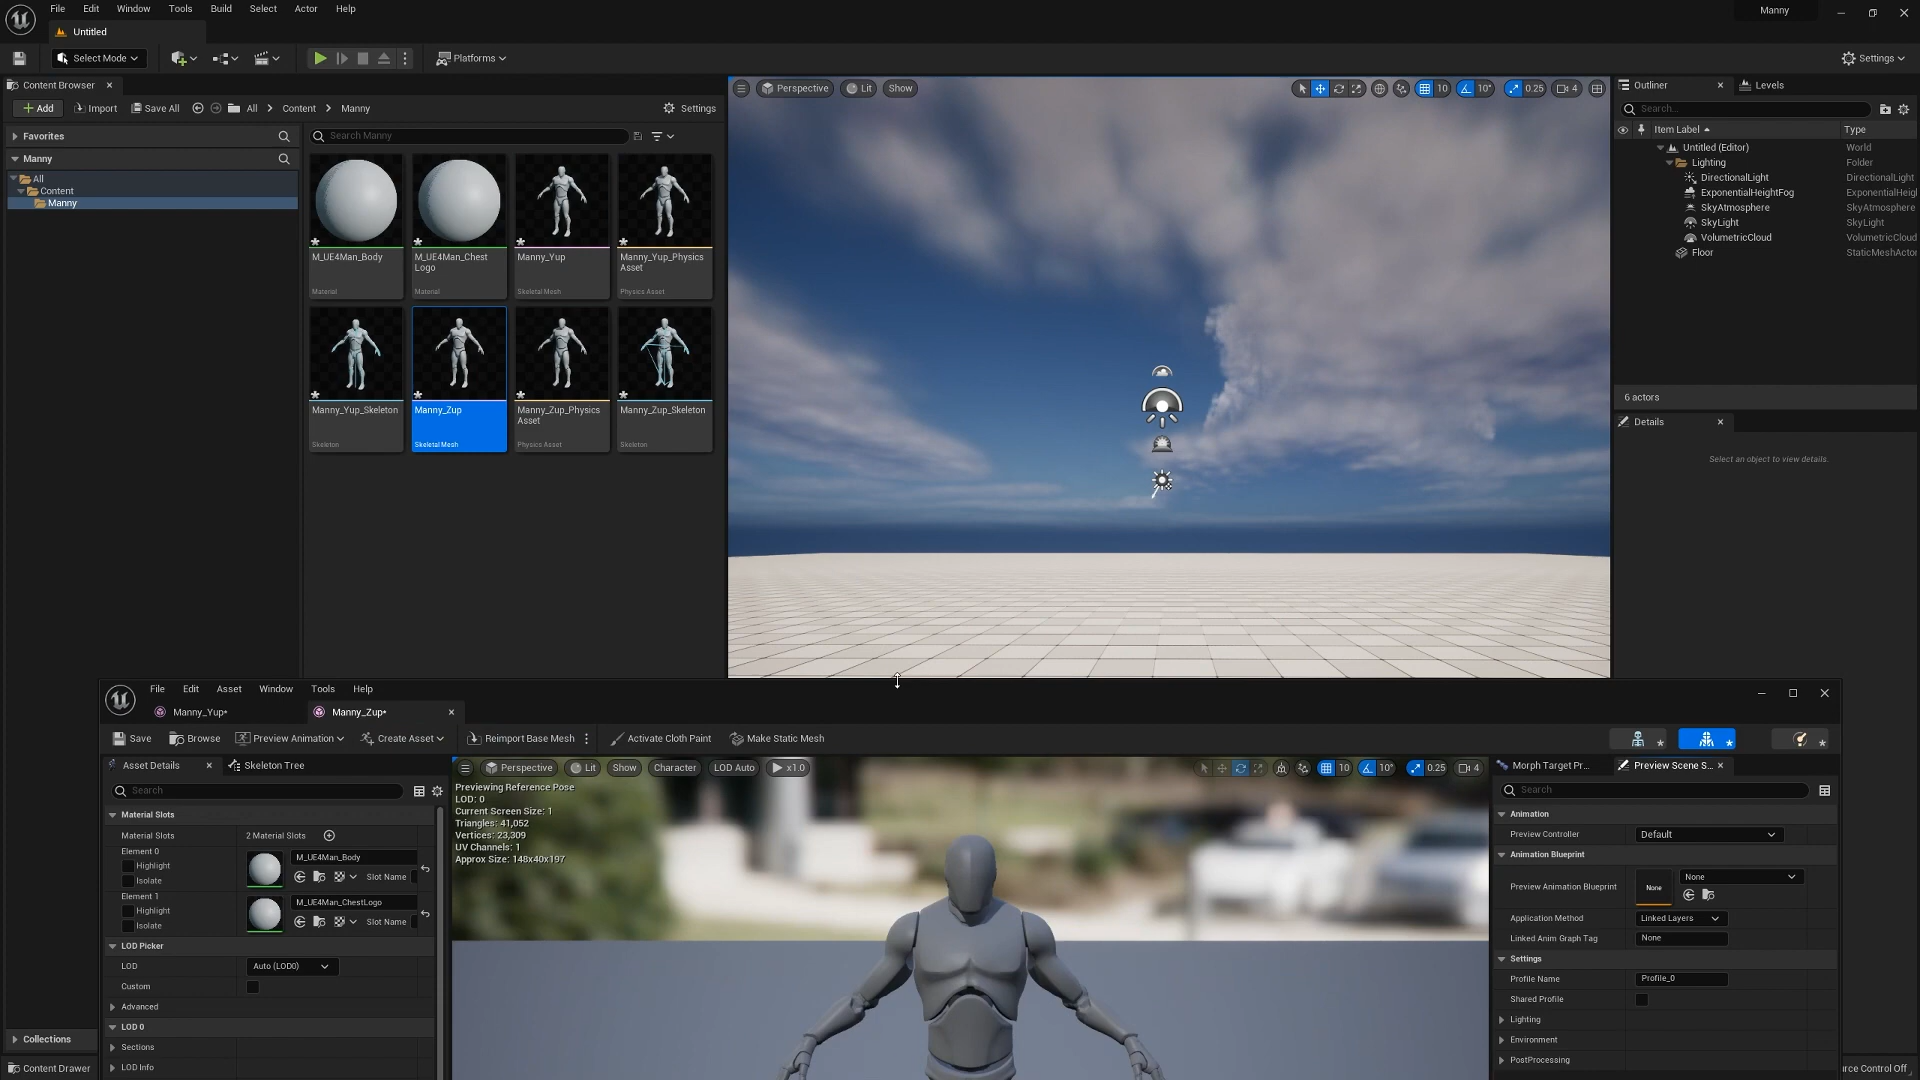 File Edit Window Tools Build Select Actor Help
Manny
Untitled
Select Mode
Platforms
Settings
Content Browser
Add Import Save All All Content Manny Settings
Favorites
Search Manny
Manny
All
Content
Manny
M_UE4Man_Body
Material
M_UE4Man_Chest
Logo
Material
Manny_Yup
Skeletal Mesh
Manny_Yup_Physics
Asset
Physics Asset
Manny_Yup_Skeleton
Skeleton
Manny_Zup
Skeletal Mesh
Manny_Zup_Physics
Asset
Physics Asset
Manny_Zup_Skeleton
Skeleton
Collections
Content Drawer
Perspective Lit Show 10 10° 0.25 4
Outliner Levels
Search...
Item Label Type
Untitled (Editor) World
Lighting Folder
DirectionalLight DirectionalLight
ExponentialHeightFog ExponentialHeigl
SkyAtmosphere SkyAtmosphere
SkyLight SkyLight
VolumetricCloud VolumetricCloud
Floor StaticMeshActor
6 actors
Details
Select an object to view details.
File Edit Asset Window Tools Help
Manny_Yup* Manny_Zup*
Save Browse Preview Animation Create Asset Reimport Base Mesh Activate Cloth Paint Make Static Mesh
Asset Details Skeleton Tree
Search
Material Slots
Material Slots 2 Material Slots
Element 0
Highlight
Isolate
M_UE4Man_Body
Slot Name
Element 1
Highlight
Isolate
M_UE4Man_ChestLogo
Slot Name
LOD Picker
LOD Auto (LOD0)
Custom
Advanced
LOD 0
Sections
LOD Info
Perspective Lit Show Character LOD Auto x1.0 10 10° 0.25 4
Previewing Reference Pose
LOD: 0
Current Screen Size: 1
Triangles: 41,052
Vertices: 23,309
UV Channels: 1
Approx Size: 148x40x197
Morph Target Pr... Preview Scene S...
Search
Animation
Preview Controller Default
Animation Blueprint
Preview Animation Blueprint None None
Application Method Linked Layers
Linked Anim Graph Tag None
Settings
Profile Name Profile_0
Shared Profile
Lighting
Environment
PostProcessing
rce Control Off